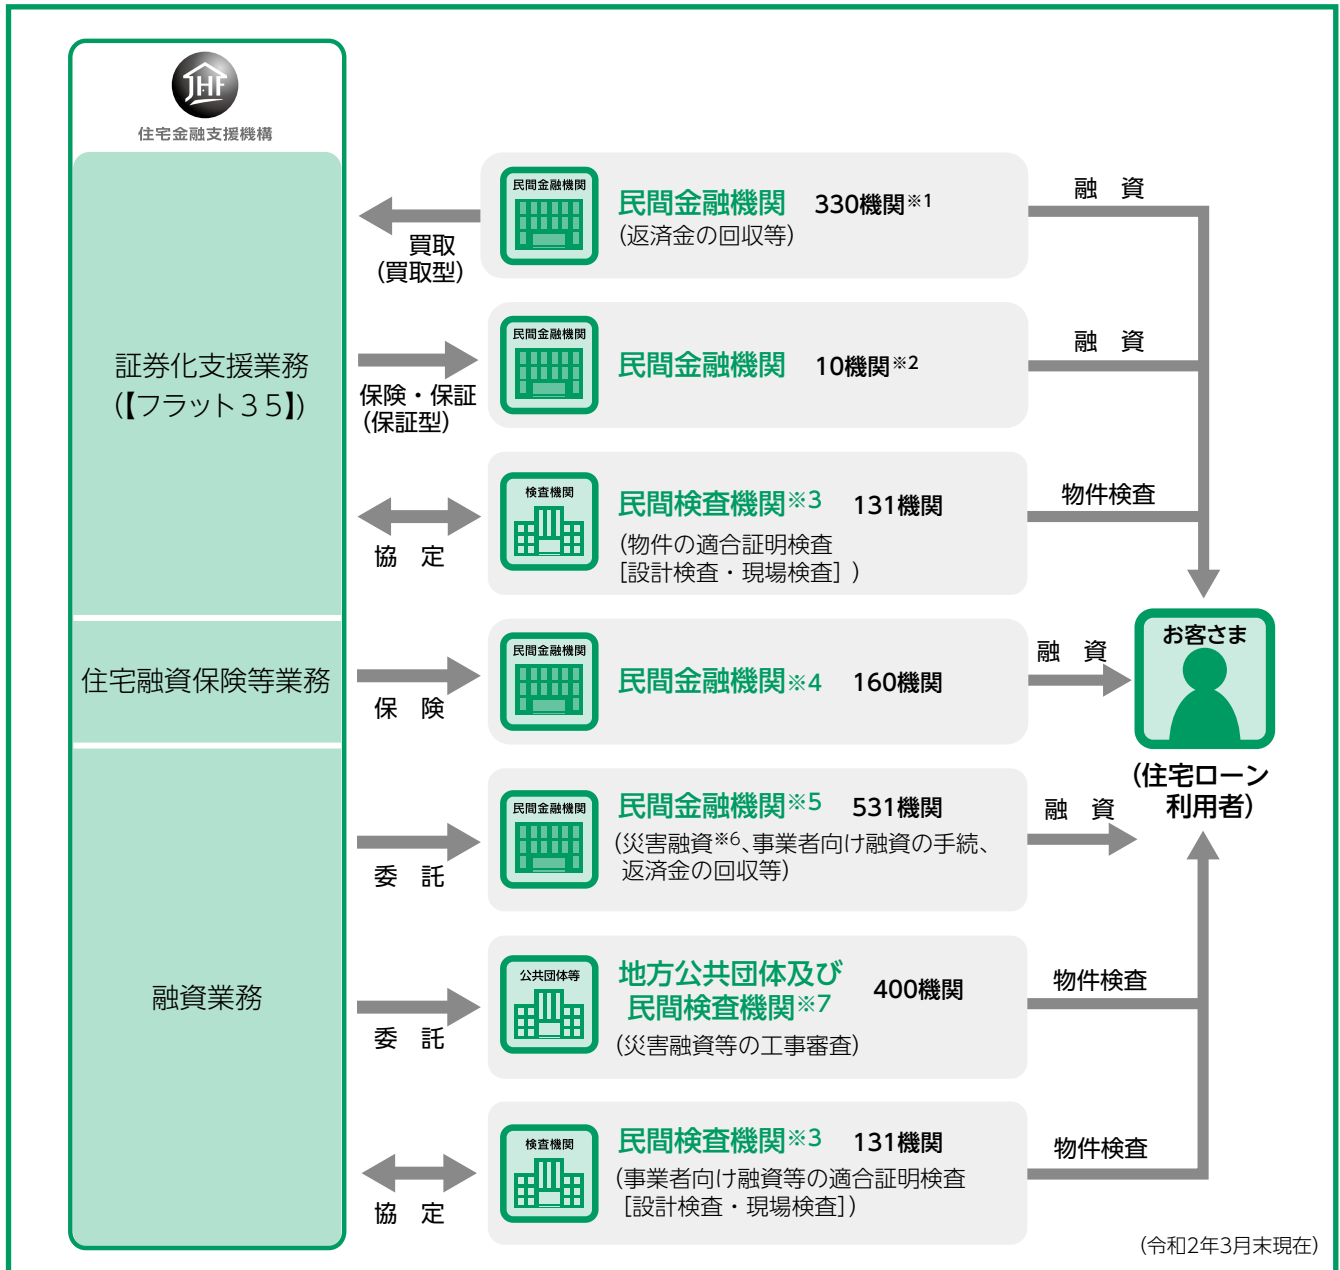 JHF
住宅金融支援機構
証券化支援業務
(【フラット３５】)
買取
(買取型)
民間金融機関
民間金融機関 330機関※1
(返済金の回収等)
融 資
保険・保証
(保証型)
民間金融機関
民間金融機関 10機関※2
融 資
協 定
検査機関
民間検査機関※3 131機関
(物件の適合証明検査
[設計検査・現場検査] )
物件検査
住宅融資保険等業務
保 険
民間金融機関
民間金融機関※4 160機関
融 資
お客さま
(住宅ローン
利用者)
融資業務
委 託
民間金融機関
民間金融機関※5 531機関
(災害融資※6、事業者向け融資の手続、
返済金の回収等)
融 資
委 託
公共団体等
地方公共団体及び
民間検査機関※7 400機関
(災害融資等の工事審査)
物件検査
協 定
検査機関
民間検査機関※3 131機関
(事業者向け融資等の適合証明検査
[設計検査・現場検査])
物件検査
(令和2年3月末現在)